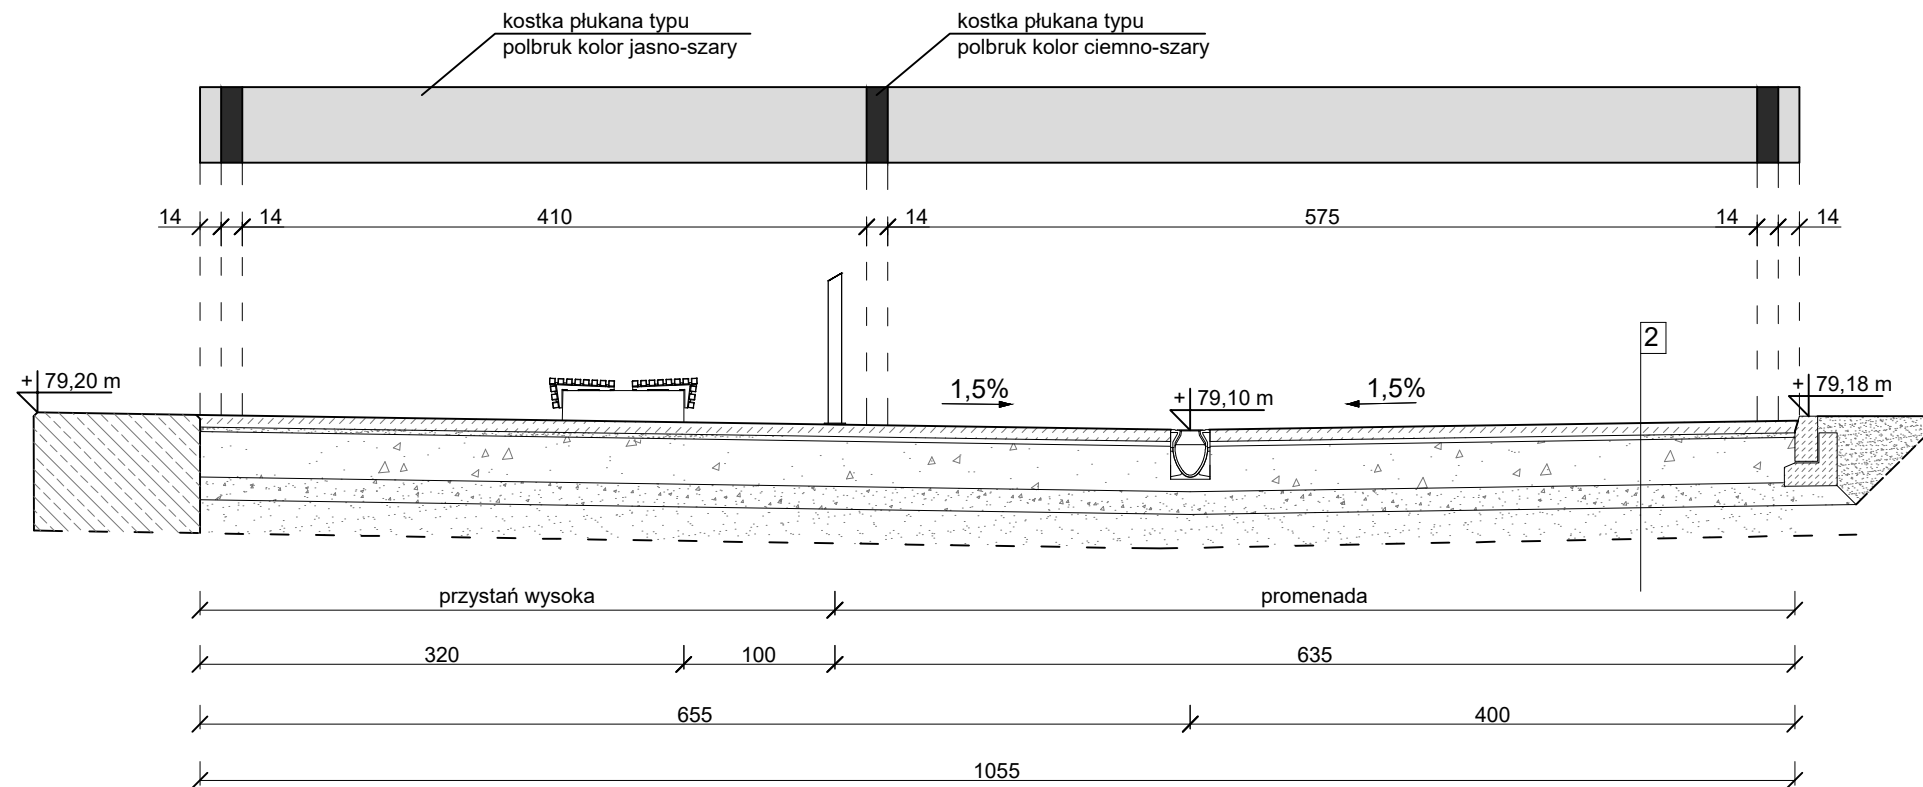 kostka płukana typu
polbruk kolor jasno-szary
kostka płukana typu
polbruk kolor ciemno-szary
14 14 410 14 575 14 14
2
+ 79,20 m
1,5%
+ 79,10 m
1,5%
+ 79,18 m
przystań wysoka promenada
320 100 635
655 400
1055